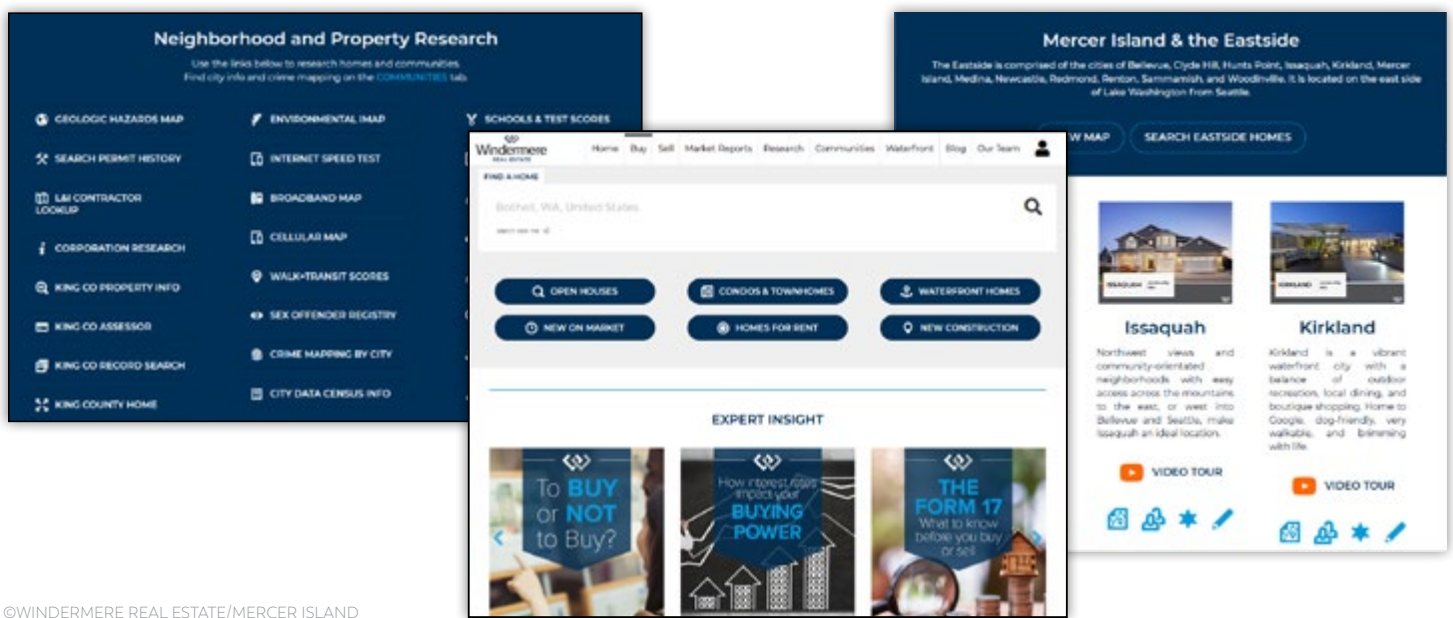 Neighborhood and Property Research
Use the links below to research homes and communities.
Find city info and crime mapping on the COMMUNITIES tab.
GEOLOGIC HAZARDS MAP
SEARCH PERMIT HISTORY
L&I CONTRACTOR
LOOKUP
CORPORATION RESEARCH
KING CO PROPERTY INFO
KING CO ASSESSOR
KING CO RECORD SEARCH
KING COUNTY HOME
ENVIRONMENTAL IMAP
INTERNET SPEED TEST
BROADBAND MAP
CELLULAR MAP
WALK+TRANSIT SCORES
SEX OFFENDER REGISTRY
CRIME MAPPING BY CITY
CITY DATA CENSUS INFO
SCHOOLS & TEST SCORES
Windermere
REAL ESTATE
Home Buy Sell Market Reports Research Communities Waterfront Blog Our Team
FIND A HOME
Bothell, WA, United States
OPEN HOUSES
CONDOS & TOWNHOMES
WATERFRONT HOMES
NEW ON MARKET
HOMES FOR RENT
NEW CONSTRUCTION
EXPERT INSIGHT
To BUY
or NOT
to Buy?
How interest rates
impact your
BUYING
POWER
THE
FORM 17
What to know
before you buy
or sell
Mercer Island & the Eastside
The Eastside is comprised of the cities of Bellevue, Clyde Hill, Hunts Point, Issaquah, Kirkland, Mercer
Island, Medina, Newcastle, Redmond, Renton, Sammamish, and Woodinville. It is located on the east side
of Lake Washington from Seattle.
W MAP
SEARCH EASTSIDE HOMES
ISSAQUAH
KIRKLAND
Issaquah
Northwest views and
community-orientated
neighborhoods with easy
access across the mountains
to the east, or west into
Bellevue and Seattle, make
Issaquah an ideal location.
VIDEO TOUR
Kirkland
Kirkland is a vibrant
waterfront city with a
balance of outdoor
recreation, local dining, and
boutique shopping. Home to
Google, dog-friendly, very
walkable, and brimming
with life.
VIDEO TOUR
©WINDERMERE REAL ESTATE/MERCER ISLAND